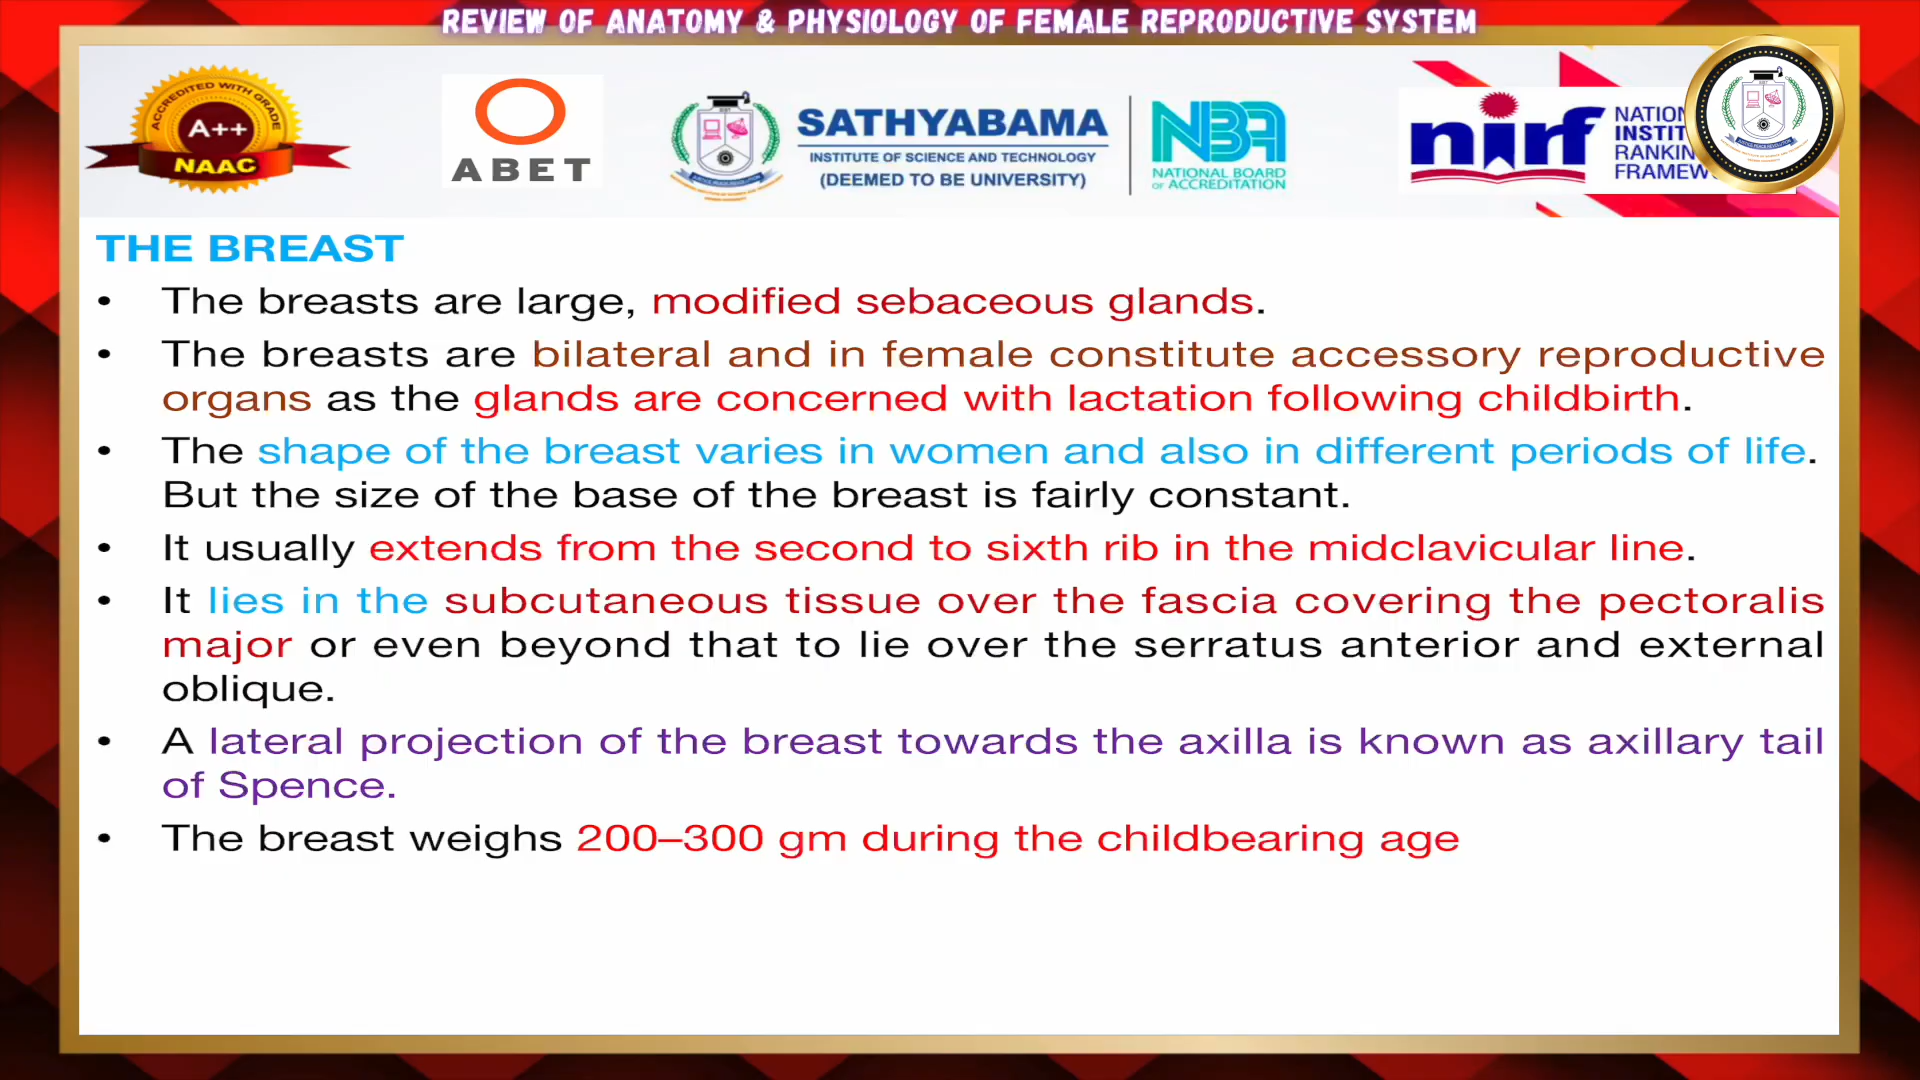 REVIEW OF ANATOMY & PHYSIOLOGY OF FEMALE REPRODUCTIVE SYSTEM
ACCREDITED WITH GRADE
A++
NAAC
ABET
SATHYABAMA
INSTITUTE OF SCIENCE AND TECHNOLOGY
(DEEMED TO BE UNIVERSITY)
NBA
NATIONAL BOARD
OF ACCREDITATION
nirf
NATION
INSTIT
RANKIN
FRAMEW
THE BREAST
• The breasts are large, modified sebaceous glands.
• The breasts are bilateral and in female constitute accessory reproductive
organs as the glands are concerned with lactation following childbirth.
• The shape of the breast varies in women and also in different periods of life.
But the size of the base of the breast is fairly constant.
• It usually extends from the second to sixth rib in the midclavicular line.
• It lies in the subcutaneous tissue over the fascia covering the pectoralis
major or even beyond that to lie over the serratus anterior and external
oblique.
• A lateral projection of the breast towards the axilla is known as axillary tail
of Spence.
• The breast weighs 200–300 gm during the childbearing age